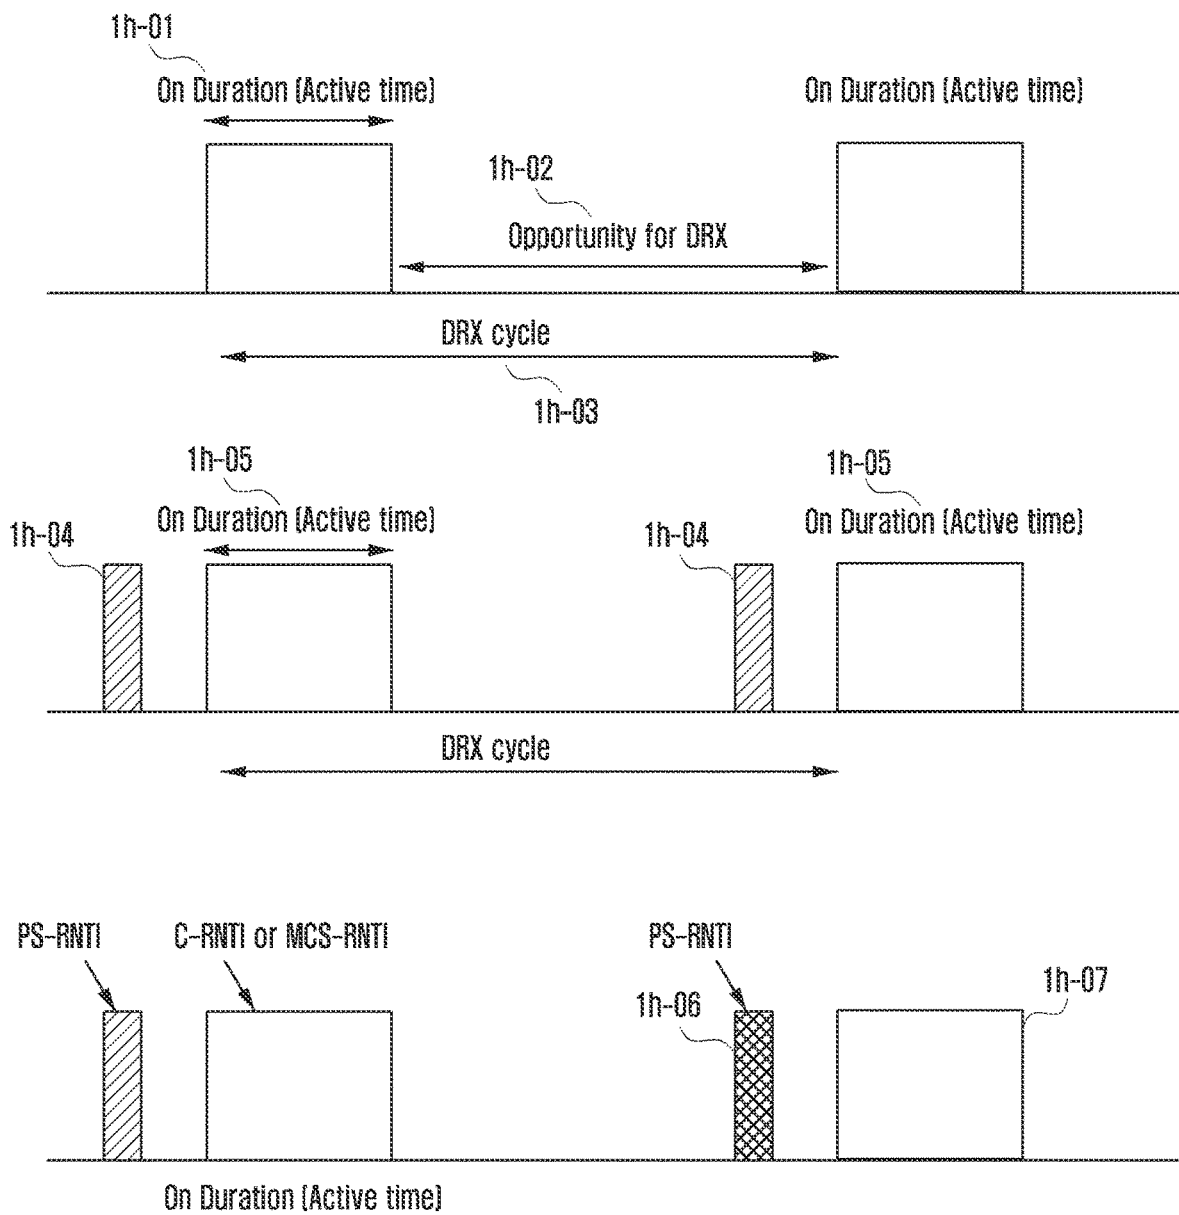 1h-01
On Duration (Active time)
On Duration (Active time)
1h-02
Opportunity for DRX
DRX cycle
1h-03
1h-05
1h-05
On Duration (Active time)
On Duration (Active time)
1h-04
1h-04
DRX cycle
PS-RNTI
C-RNTI or MCS-RNTI
PS-RNTI
1h-06
1h-07
On Duration (Active time)